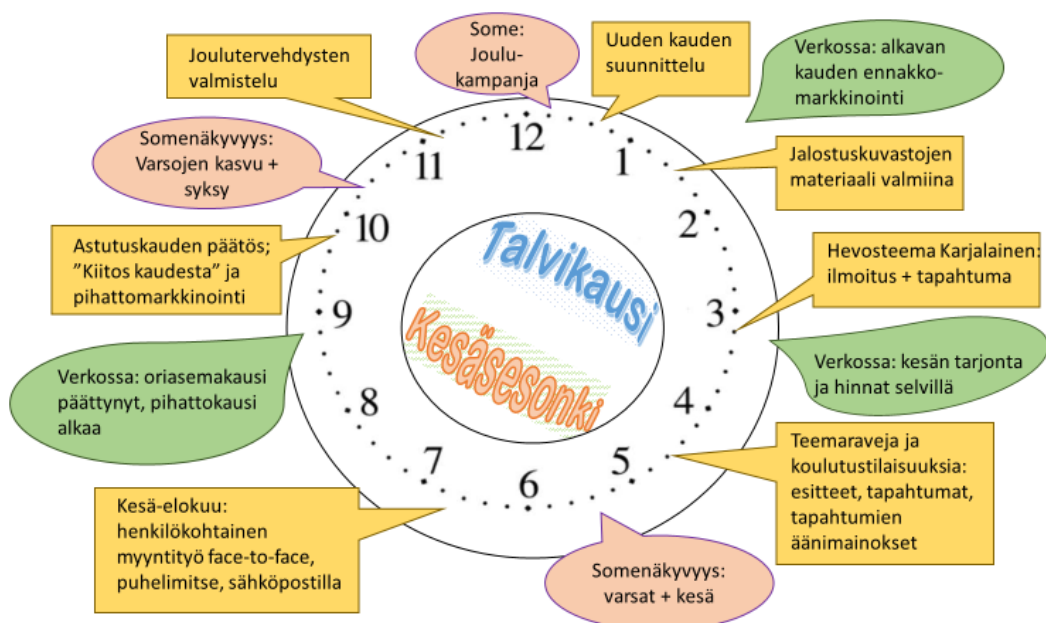 Some:
Joulu-
kampanja
Uuden kauden
suunnittelu
Verkossa: alkavan
kauden ennakko-
markkinointi
Joulutervehdysten
valmistelu
Somenäkyvyys:
Varsojen kasvu +
syksy
Jalostuskuvastojen
materiaali valmiina
Astutuskauden päätös;
”Kiitos kaudesta” ja
pihattomarkkinointi
Hevosteema Karjalainen:
ilmoitus + tapahtuma
Verkossa: oriasemakausi
päättynyt, pihattokausi
alkaa
Verkossa: kesän tarjonta
ja hinnat selvillä
Kesä-elokuu:
henkilökohtainen
myyntityö face-to-face,
puhelimitse, sähköpostilla
Teemaraveja ja
koulutustilaisuuksia:
esitteet, tapahtumat,
tapahtumien
äänimainokset
Somenäkyvyys:
varsat + kesä
12
1
2
3
4
5
6
7
8
9
10
11
Talvikausi
Kesäsesonki